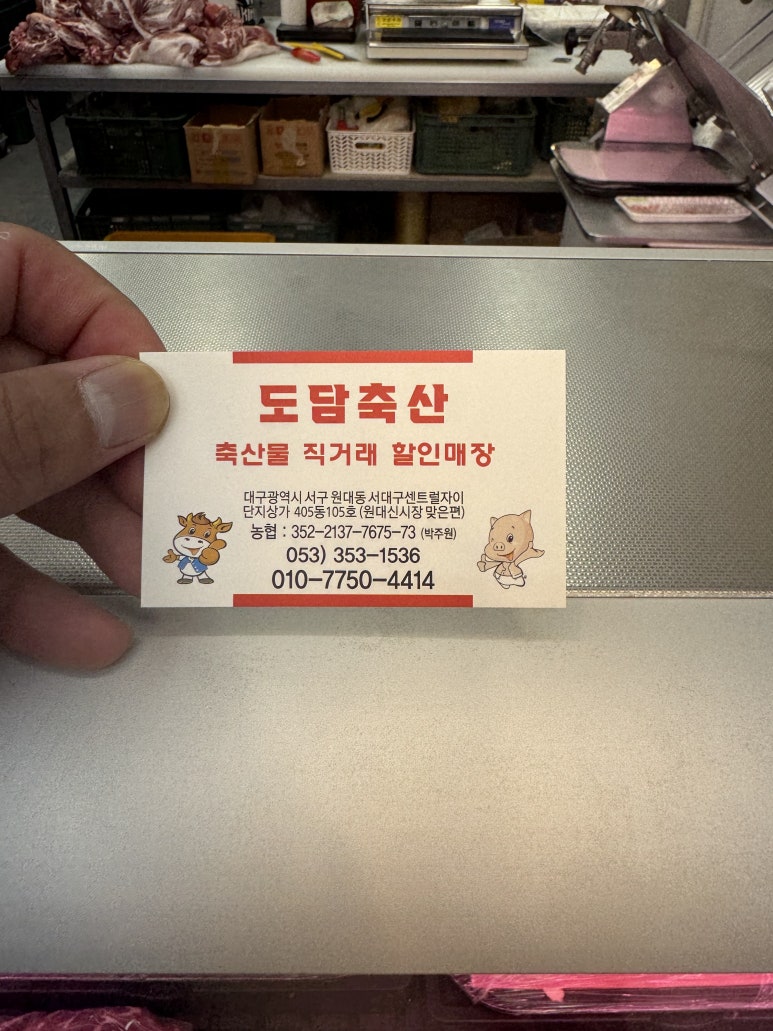 도담축산
축산물 직거래 할인매장
대구광역시 서구 원대동 서대구센트럴자이
단지상가 405동105호 (원대신시장 맞은편)
농협 : 352-2137-7675-73 (박주원)
053) 353-1536
010-7750-4414